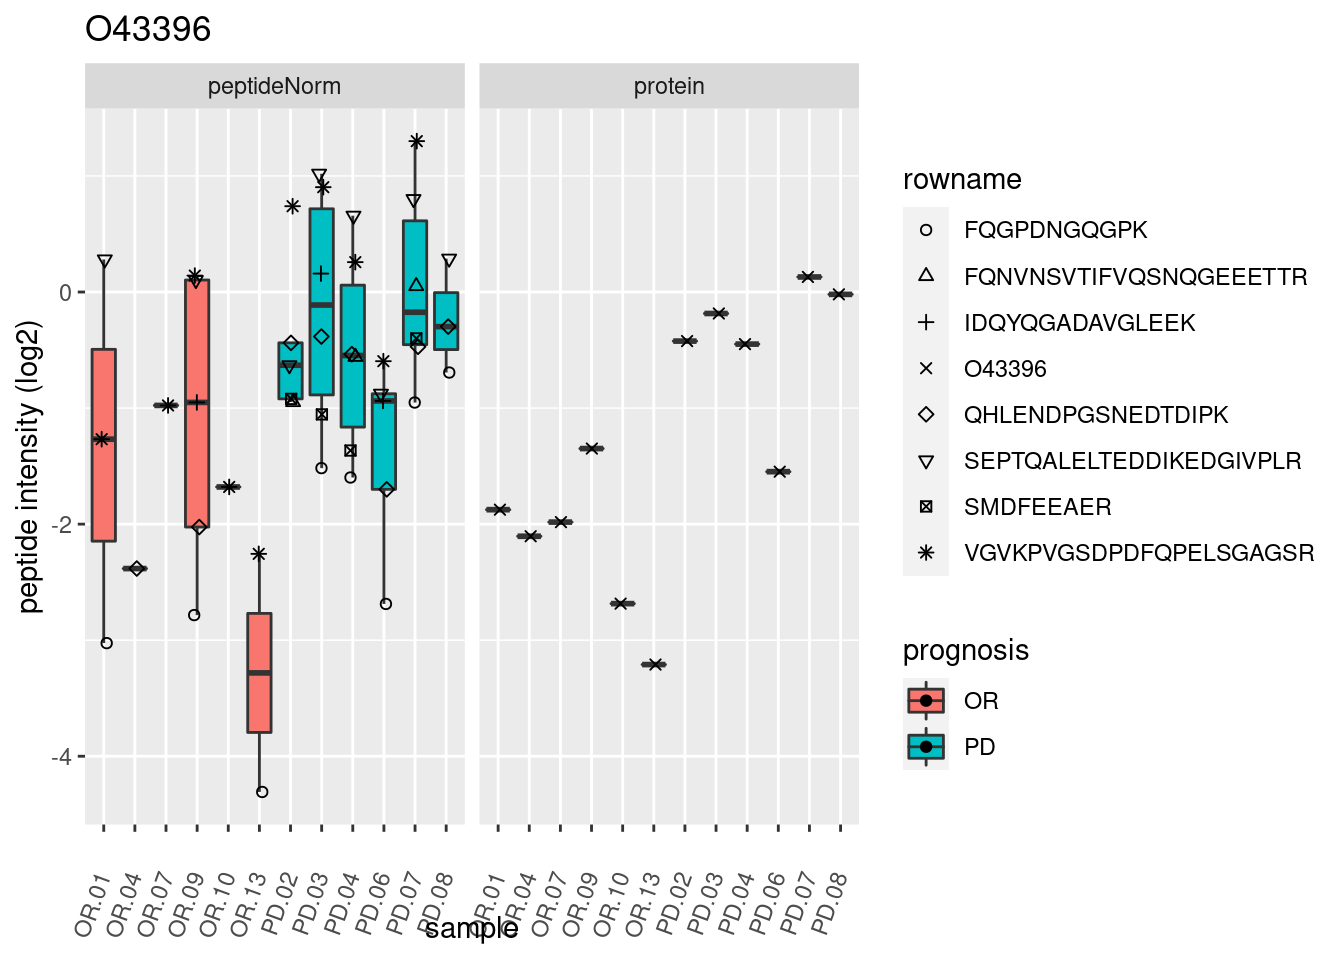 O43396
peptideNorm
protein
peptide intensity (log2)
0
-2
-4
OR.01
OR.04
OR.07
OR.09
OR.10
OR.13
PD.02
PD.03
PD.04
PD.06
PD.07
PD.08
OR.01
OR.04
OR.07
OR.09
OR.10
OR.13
PD.02
PD.03
PD.04
PD.06
PD.07
PD.08
sample
rowname
FQGPDNGQGPK
FQNVNSVTIFVQSNQGEEETTR
IDQYQGADAVGLEEK
O43396
QHLENDPGSNEDTDIPK
SEPTQALELTEDDIKEDGIVPLR
SMDFEEAER
VGVKPVGSDPDFQPELSGAGSR
prognosis
OR
PD